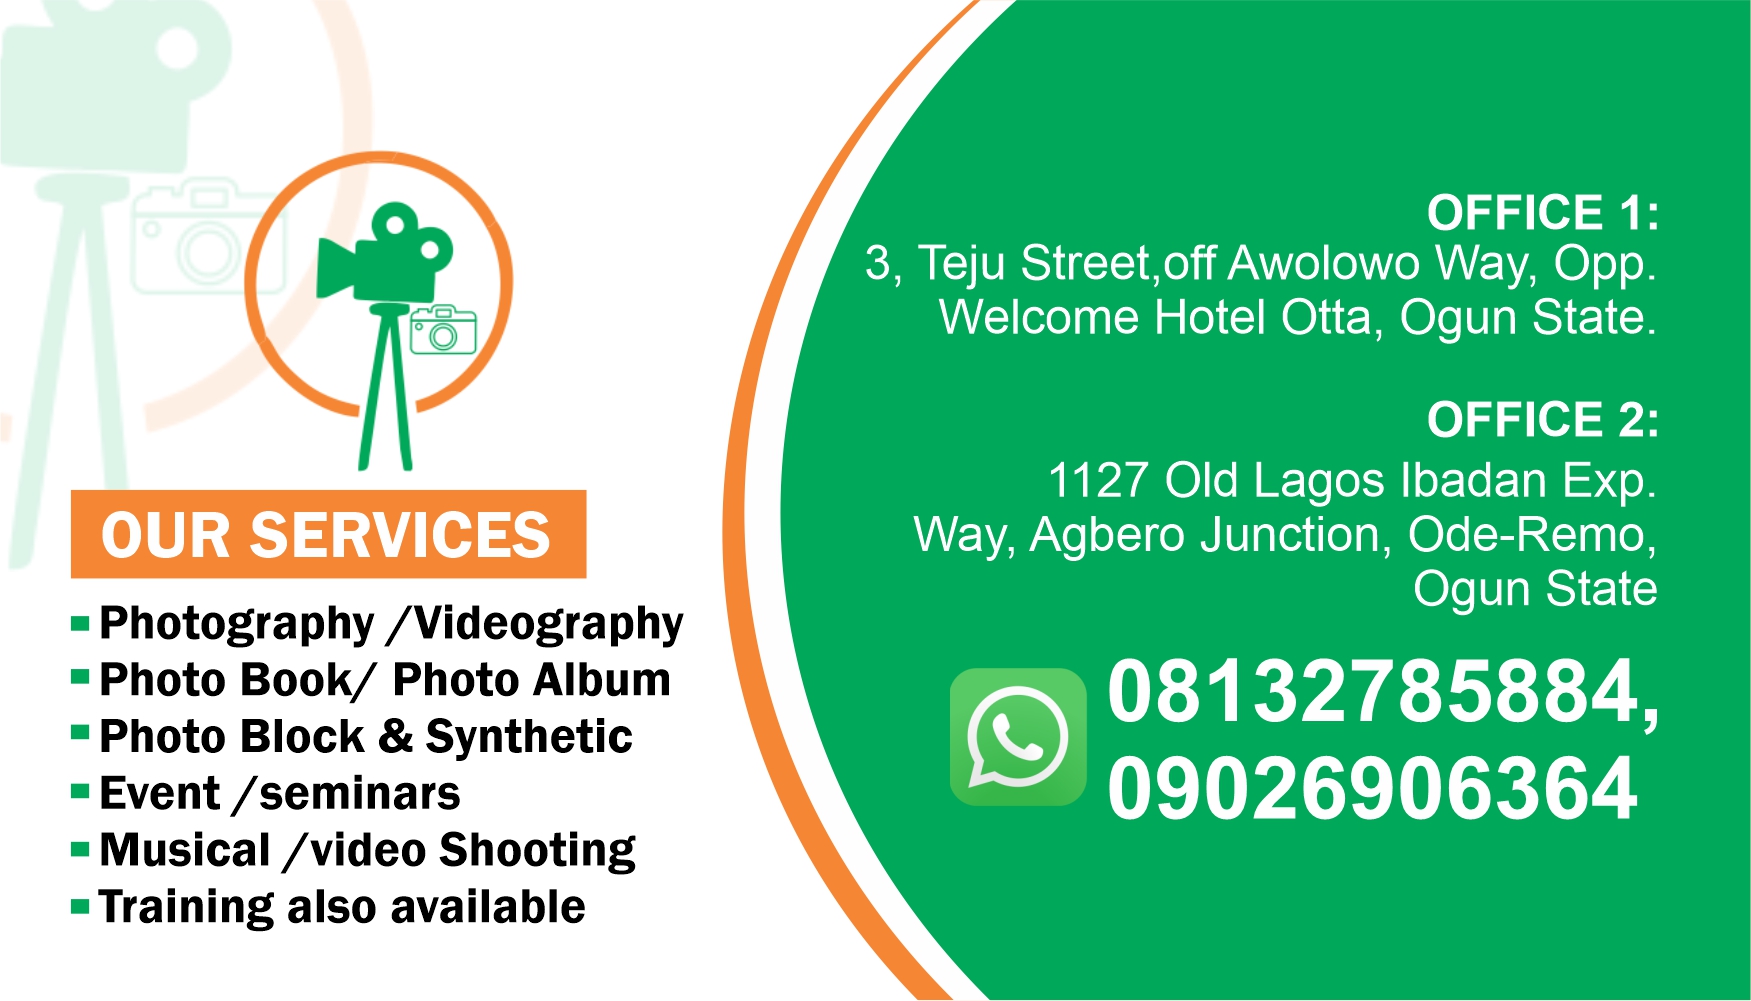 OUR SERVICES
Photography /Videography
Photo Book/ Photo Album
Photo Block & Synthetic
Event /seminars
Musical /video Shooting
Training also available
OFFICE 1:
3, Teju Street,off Awolowo Way, Opp.
Welcome Hotel Otta, Ogun State.
OFFICE 2:
1127 Old Lagos Ibadan Exp.
Way, Agbero Junction, Ode-Remo,
Ogun State
08132785884,
09026906364